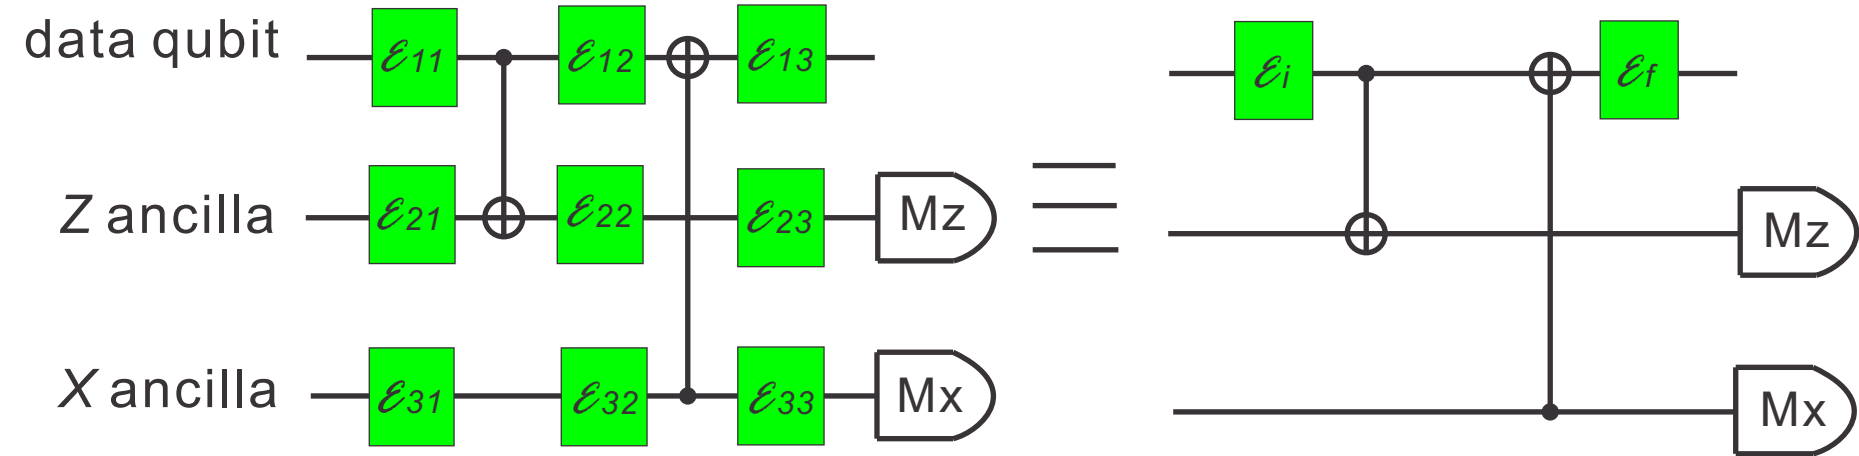 data qubit ℰ11 ℰ12 ℰ13 ℰi ℰf
Z ancilla ℰ21 ℰ22 ℰ23 Mz Mz
X ancilla ℰ31 ℰ32 ℰ33 Mx Mx